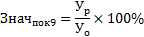 Знач_пок9 = У_р / У_о × 100%